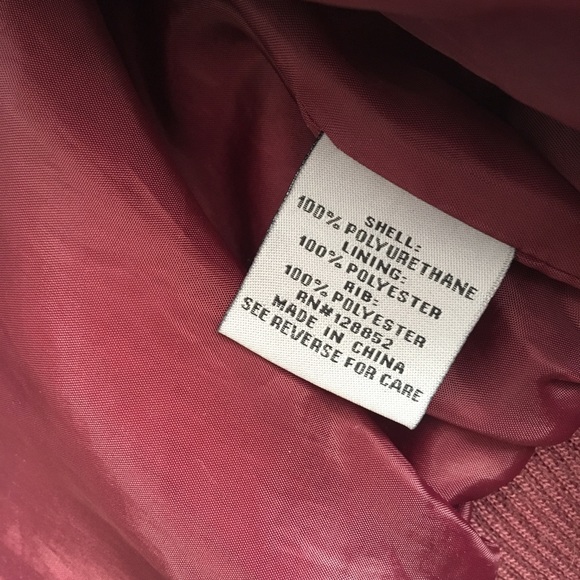 SHELL:
100% POLYURETHANE
LINING:
100% POLYESTER
RIB:
100% POLYESTER
RN#128852
MADE IN CHINA
SEE REVERSE FOR CARE